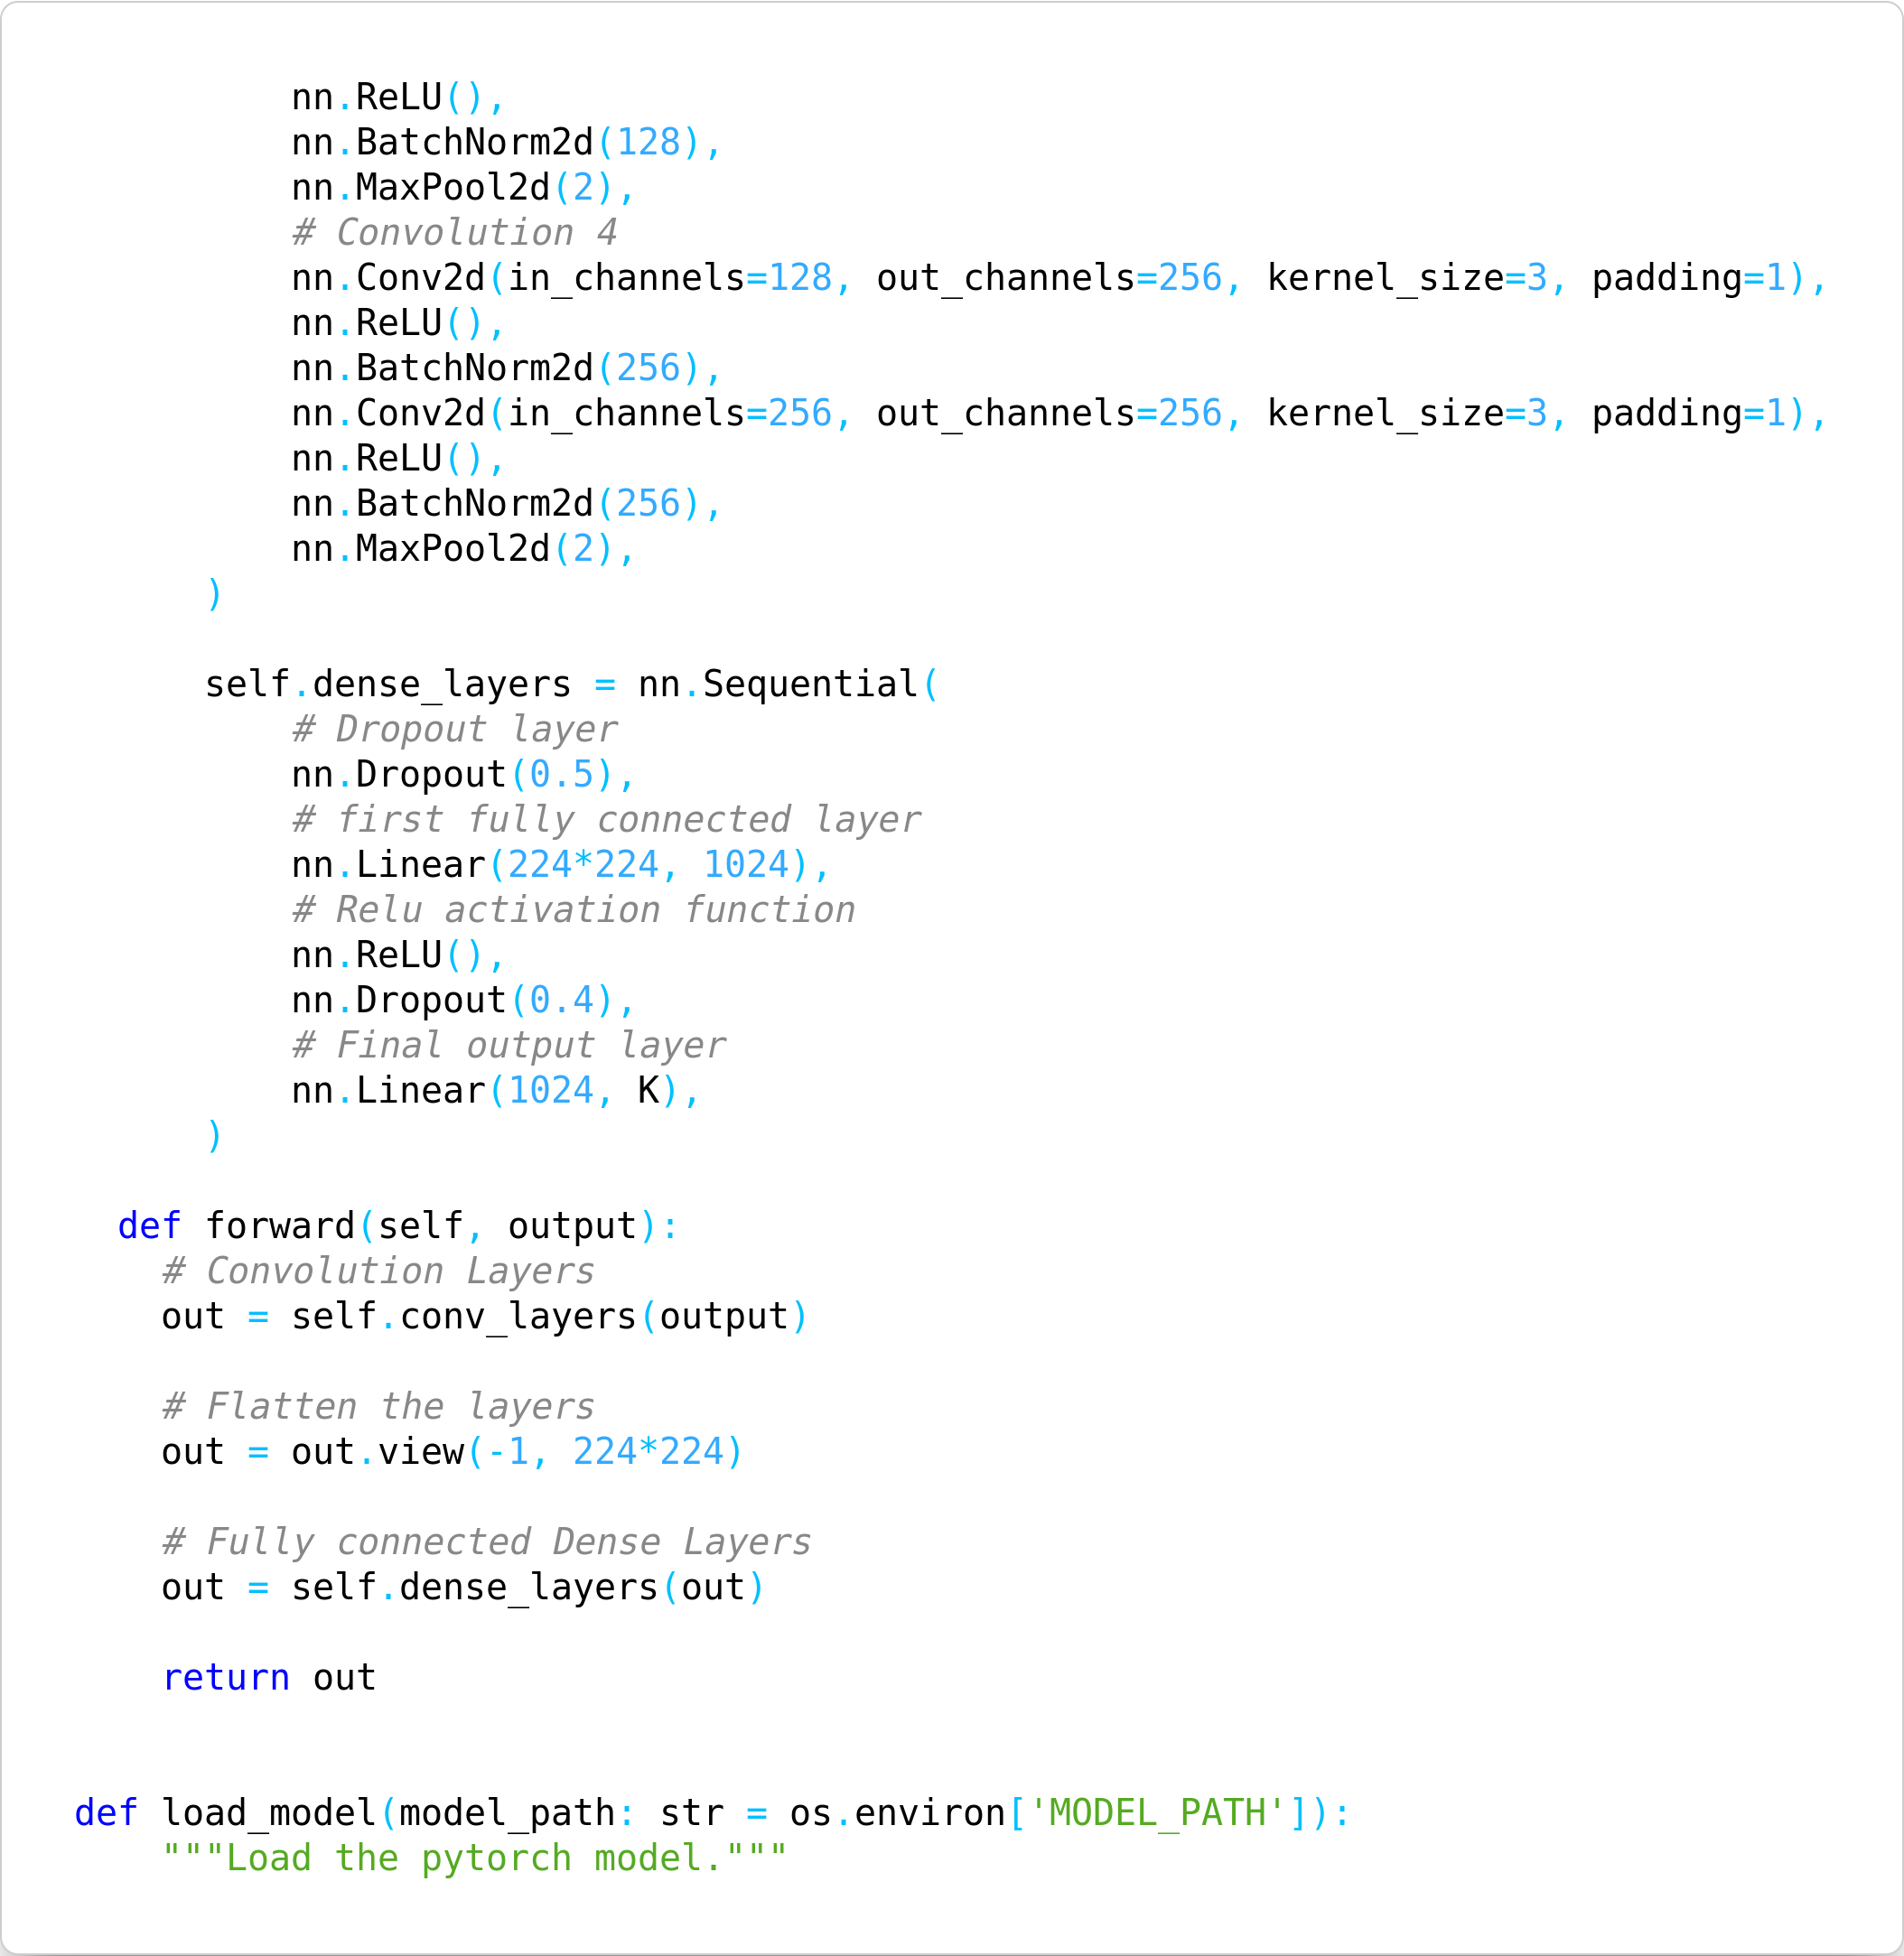 nn.ReLU(),
            nn.BatchNorm2d(128),
            nn.MaxPool2d(2),
            # Convolution 4
            nn.Conv2d(in_channels=128, out_channels=256, kernel_size=3, padding=1),
            nn.ReLU(),
            nn.BatchNorm2d(256),
            nn.Conv2d(in_channels=256, out_channels=256, kernel_size=3, padding=1),
            nn.ReLU(),
            nn.BatchNorm2d(256),
            nn.MaxPool2d(2),
        )

        self.dense_layers = nn.Sequential(
            # Dropout layer
            nn.Dropout(0.5),
            # first fully connected layer
            nn.Linear(224*224, 1024),
            # Relu activation function
            nn.ReLU(),
            nn.Dropout(0.4),
            # Final output layer
            nn.Linear(1024, K),
        )

    def forward(self, output):
      # Convolution Layers
      out = self.conv_layers(output)

      # Flatten the layers
      out = out.view(-1, 224*224)

      # Fully connected Dense Layers
      out = self.dense_layers(out)

      return out


def load_model(model_path: str = os.environ['MODEL_PATH']):
    """Load the pytorch model."""